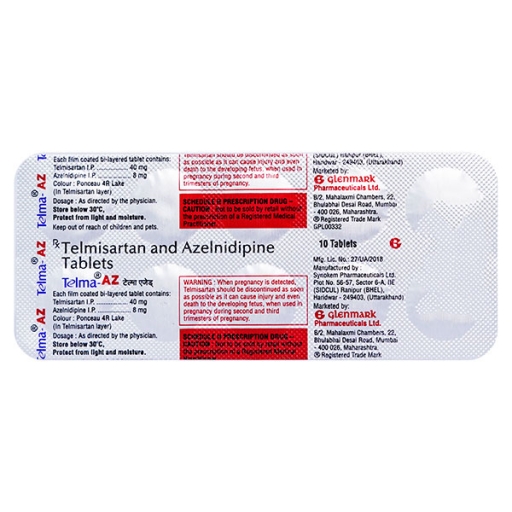 Telma-AZ Telma-AZ Telma-AZ Telma-AZ
Each film coated bi-layered tablet contains:
Telmisartan I.P. ............. 40 mg
Azelnidipine I.P. ............. 8 mg
Colour : Ponceau 4R Lake
(In Telmisartan layer)
Dosage : As directed by the physician.
Store below 30°C,
Protect from light and moisture.
Keep out of reach of children and pets.
Telmisartan should be discontinued as soon
as possible as it can cause injury and even
death to the developing fetus, when used in
pregnancy during second and third
trimesters of pregnancy.
SCHEDULE H PRESCRIPTION DRUG –
CAUTION : Not to be sold by retail without
the prescription of a Registered Medical
Practitioner.
(SIDCUL) Ranipur (BHEL),
Haridwar - 249403, (Uttarakhand)
Marketed by:
G glenmark
Pharmaceuticals Ltd.
B/2, Mahalaxmi Chambers, 22,
Bhulabhai Desai Road, Mumbai
- 400 026, Maharashtra.
® Registered Trade Mark
GPL00332
Rx Telmisartan and Azelnidipine
Tablets
10 Tablets G
Telma®-AZ टेल्मा एजेड्
Each film coated bi-layered tablet contains:
Telmisartan I.P. ............. 40 mg
Azelnidipine I.P. ............. 8 mg
Colour : Ponceau 4R Lake
(In Telmisartan layer)
Dosage : As directed by the physician.
Store below 30°C,
Protect from light and moisture.
WARNING : When pregnancy is detected,
Telmisartan should be discontinued as soon
as possible as it can cause injury and even
death to the developing fetus, when used in
pregnancy during second and third
trimesters of pregnancy.
SCHEDULE H PRESCRIPTION DRUG –
CAUTION : Not to be sold by retail without
the prescription of a Registered Medical
Mfg. Lic. No.: 27/UA/2018
Manufactured by :
Synokem Pharmaceuticals Ltd.
Plot No. 56-57, Sector 6-A, IIE
(SIDCUL) Ranipur (BHEL),
Haridwar - 249403, (Uttarakhand)
Marketed by:
G glenmark
Pharmaceuticals Ltd.
B/2, Mahalaxmi Chambers, 22,
Bhulabhai Desai Road, Mumbai
- 400 026, Maharashtra.
® Registered Trade Mark